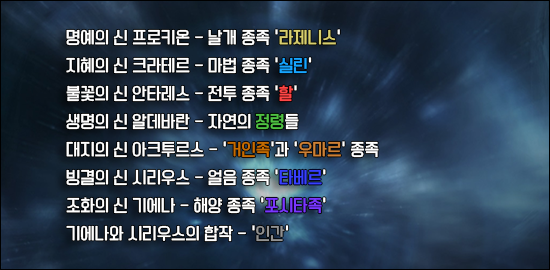 명예의 신 프로키온 - 날개 종족 '라제니스'
지혜의 신 크라테르 - 마법 종족 '실린'
불꽃의 신 안타레스 - 전투 종족 '할'
생명의 신 알데바란 - 자연의 정령들
대지의 신 아크투르스 - '거인족'과 '우마르' 종족
빙결의 신 시리우스 - 얼음 종족 '타베르'
조화의 신 기에나 - 해양 종족 '포시타족'
기에나와 시리우스의 합작 - '인간'